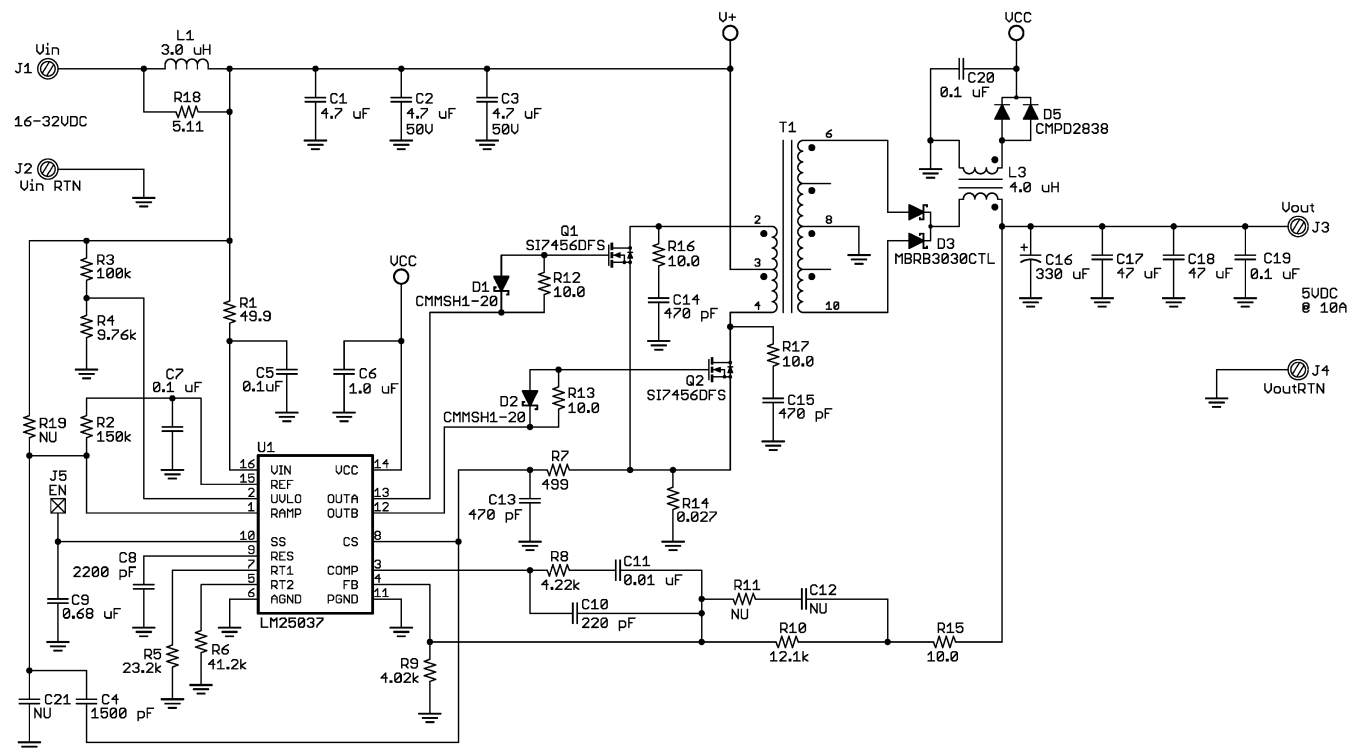 V+
VCC
Vin
J1
L1
3.0 uH
R18
5.11
16-32VDC
J2
Vin RTN
C1
4.7 uF
C2
4.7 uF
50V
C3
4.7 uF
50V
C20
0.1 uF
D5
CMPD2838
L3
4.0 uH
T1
6
8
10
2
3
4
D3
MBRB3030CTL
Vout
J3
C16
330 uF
+
C17
47 uF
C18
47 uF
C19
0.1 uF
5VDC
@ 10A
J4
VoutRTN
R3
100k
R4
9.76k
R1
49.9
VCC
Q1
SI7456DFS
D1
CMMSH1-20
R12
10.0
R16
10.0
C14
470 pF
R17
10.0
C15
470 pF
Q2
SI7456DFS
D2
CMMSH1-20
R13
10.0
C7
0.1 uF
C5
0.1uF
C6
1.0 uF
R19
NU
R2
150k
J5
EN
U1
16 VIN VCC 14
15 REF
2 UVLO OUTA 13
1 RAMP OUTB 12
10 SS CS 8
9 RES
7 RT1 COMP 3
5 RT2 FB 4
6 AGND PGND 11
LM25037
R7
499
C13
470 pF
R14
0.027
C8
2200 pF
C9
0.68 uF
R8
4.22k
C11
0.01 uF
C10
220 pF
R11
NU
C12
NU
R10
12.1k
R15
10.0
R5
23.2k
R6
41.2k
R9
4.02k
C21
NU
C4
1500 pF